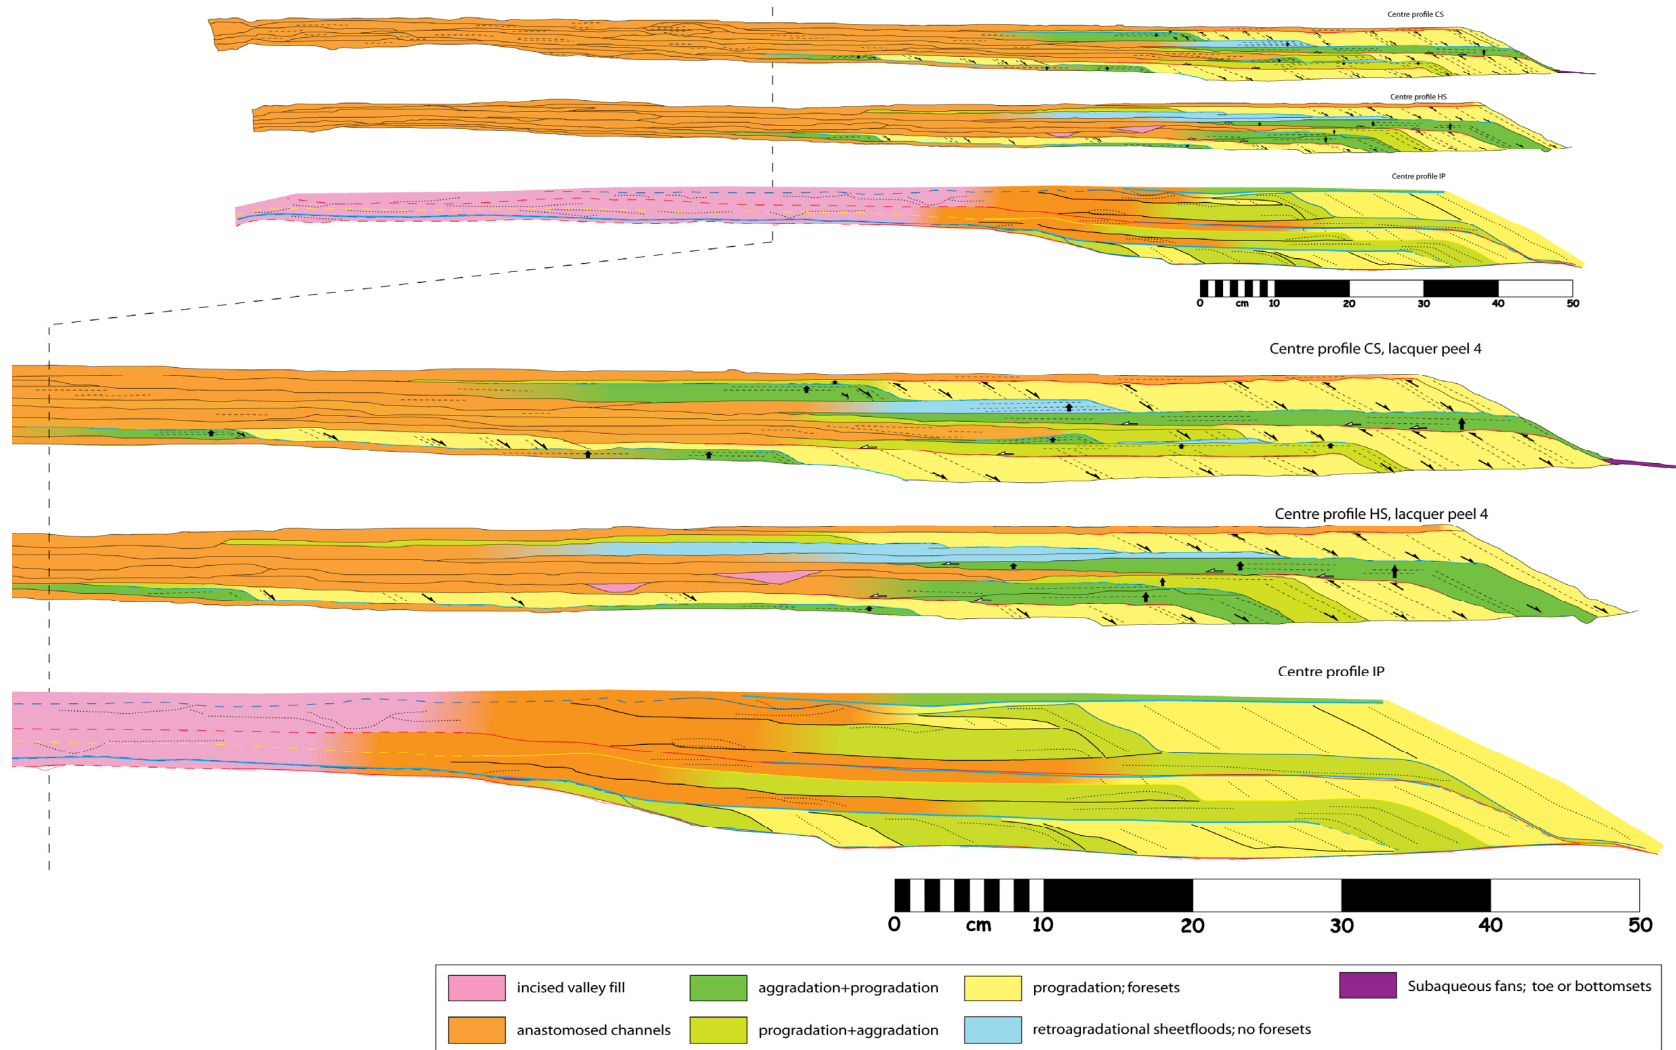 Centre profile CS
Centre profile HS
Centre profile IP
0 cm 10 20 30 40 50
Centre profile CS, lacquer peel 4
Centre profile HS, lacquer peel 4
Centre profile IP
0 cm 10 20 30 40 50
incised valley fill aggradation+progradation progradation; foresets Subaqueous fans; toe or bottomsets
anastomosed channels progradation+aggradation retroagradational sheetfloods; no foresets